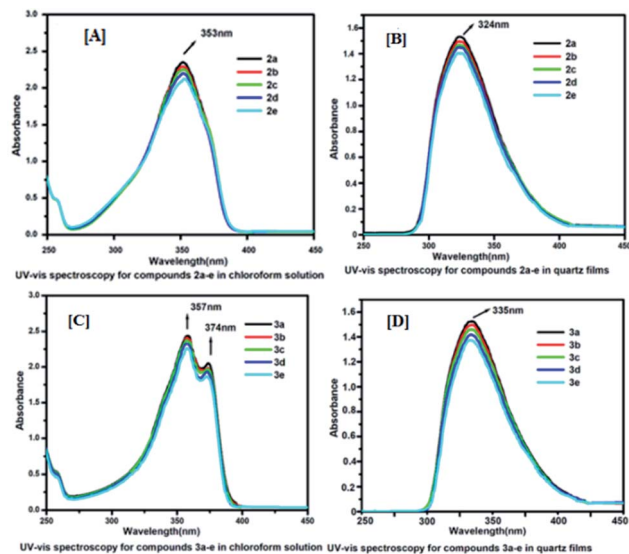 [A]
353nm
2a
2b
2c
2d
2e
Absorbance
3.0
2.5
2.0
1.5
1.0
0.5
0.0
250 300 350 400 450
Wavelength(nm)
UV-vis spectroscopy for compounds 2a-e in chloroform solution
[B]
324nm
2a
2b
2c
2d
2e
Absorbance
1.6
1.4
1.2
1.0
0.8
0.6
0.4
0.2
0.0
250 300 350 400 450
Wavelength(nm)
UV-vis spectroscopy for compounds 2a-e in quartz films
[C]
357nm
374nm
3a
3b
3c
3d
3e
Absorbance
3.0
2.5
2.0
1.5
1.0
0.5
0.0
250 300 350 400 450
Wavelength(nm)
UV-vis spectroscopy for compounds 3a-e in chloroform solution
[D]
335nm
3a
3b
3c
3d
3e
Absorbance
1.6
1.4
1.2
1.0
0.8
0.6
0.4
0.2
0.0
250 300 350 400 450
Wavelength(nm)
UV-vis spectroscopy for compounds 3a-e in quartz films